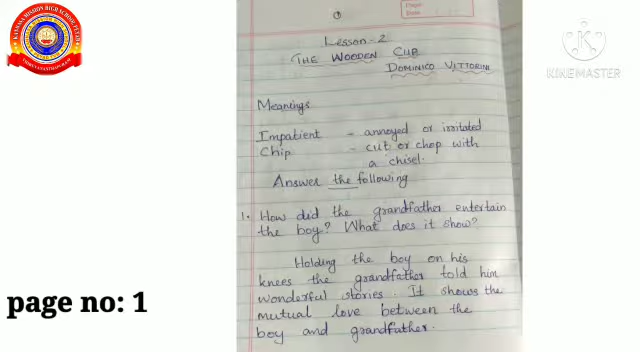 Page:
Date:
1
Lesson-2
THE WOODEN CUP
DOMINICO VITTORINI
KINEMASTER
Meanings
Impatient - annoyed or irritated
Chip - cut or chop with
a chisel.
Answer the following
1. How did the grandfather entertain
the boy? What does it show?
Holding the boy on his
knees the grandfather told him
wonderful stories. It shows the
mutual love between the
boy and grandfather.
page no: 1